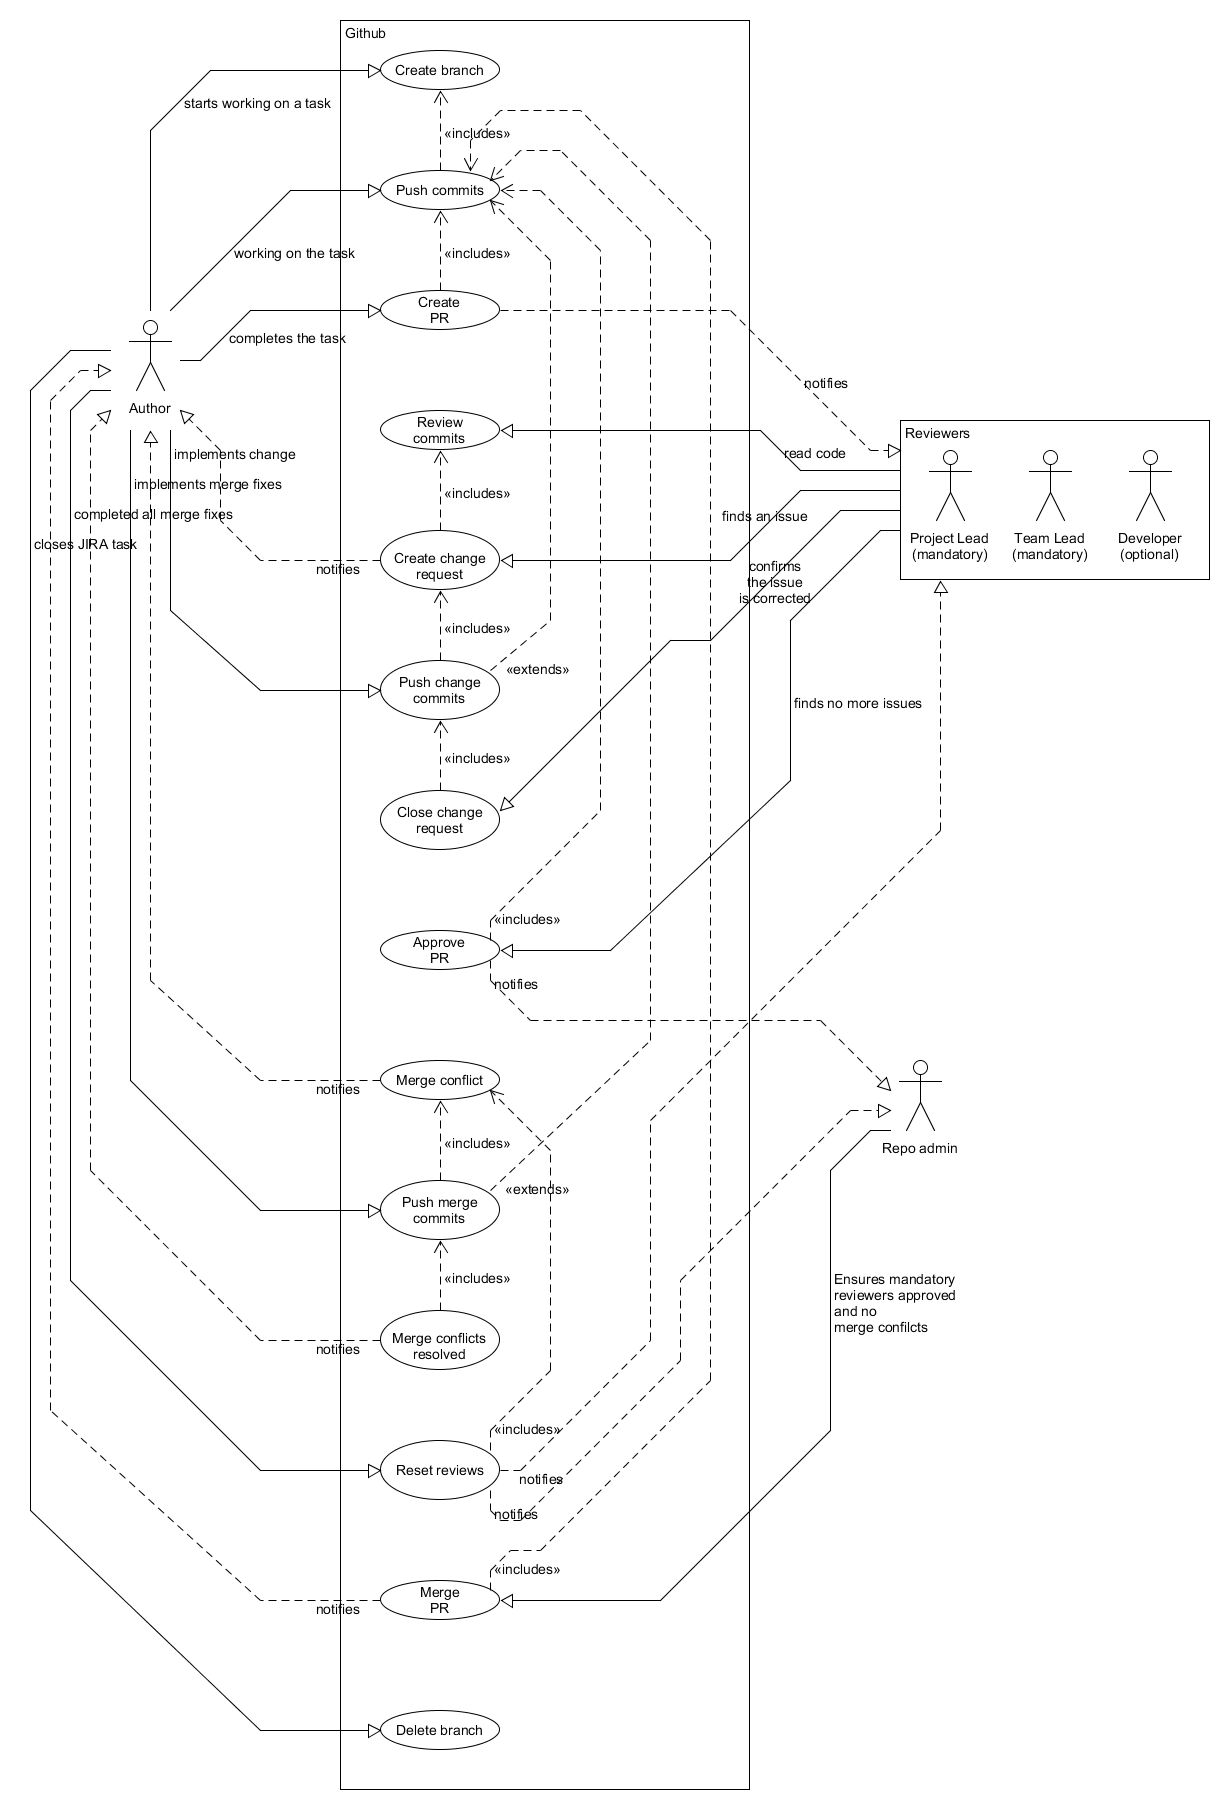 Github
Create branch
starts working on a task
«includes»
Push commits
working on the task
«includes»
Create
PR
completes the task
notifies
Author
Review
commits
Reviewers
implements change
read code
implements merge fixes
«includes»
completed all merge fixes
finds an issue
closes JIRA task
Project Lead
(mandatory)
Team Lead
(mandatory)
Developer
(optional)
Create change
request
notifies
confirms
the issue
is corrected
«includes»
«extends»
Push change
commits
finds no more issues
«includes»
Close change
request
«includes»
Approve
PR
notifies
Merge conflict
notifies
«includes»
Repo admin
«extends»
Push merge
commits
«includes»
Ensures mandatory
reviewers approved
and no
merge confilcts
Merge conflicts
resolved
notifies
«includes»
Reset reviews
notifies
notifies
«includes»
Merge
PR
notifies
Delete branch